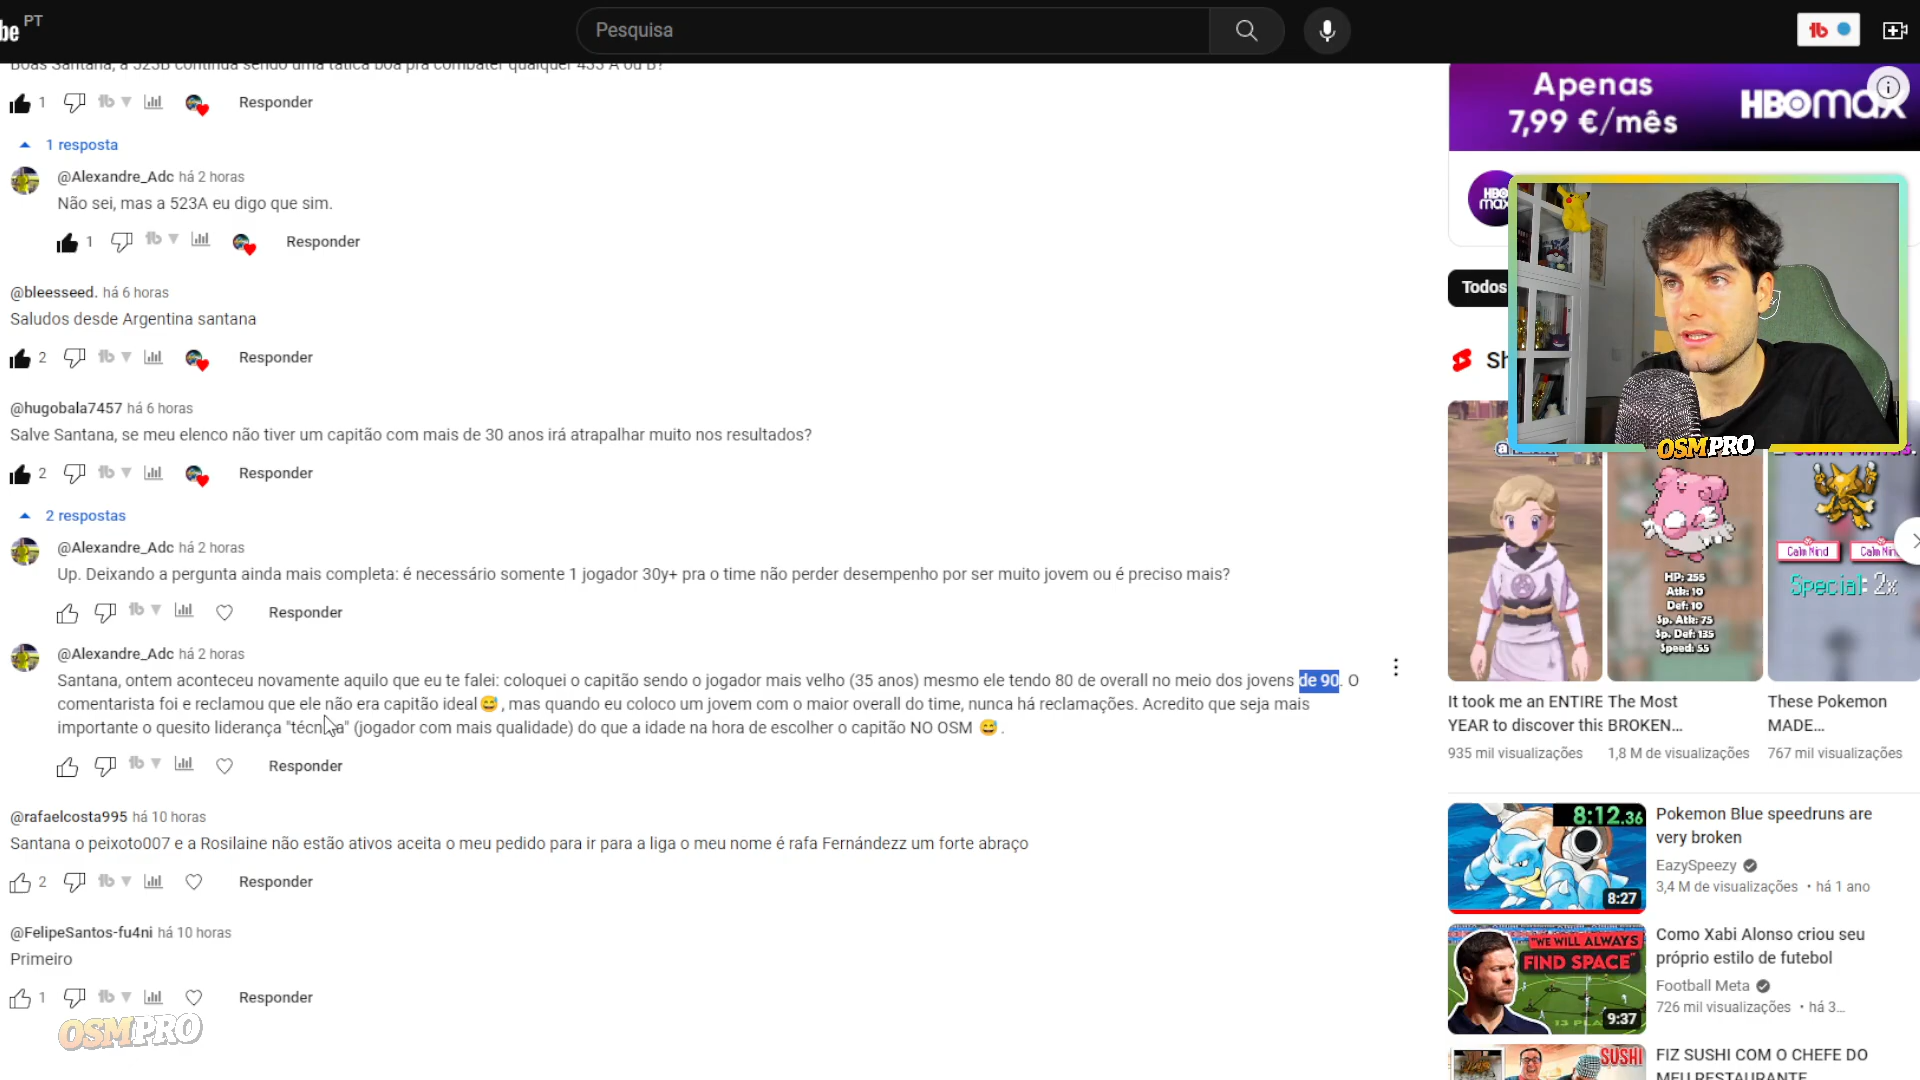 be PT
Pesquisa
Boas Santana, a 523B continua sendo uma tática boa pra combater qualquer 433 A ou B?
1
Responder
1 resposta
@Alexandre_Adc há 2 horas
Não sei, mas a 523A eu digo que sim.
1
Responder
@bleesseed. há 6 horas
Saludos desde Argentina santana
2
Responder
@hugobala7457 há 6 horas
Salve Santana, se meu elenco não tiver um capitão com mais de 30 anos irá atrapalhar muito nos resultados?
2
Responder
2 respostas
@Alexandre_Adc há 2 horas
Up. Deixando a pergunta ainda mais completa: é necessário somente 1 jogador 30y+ pra o time não perder desempenho por ser muito jovem ou é preciso mais?
Responder
@Alexandre_Adc há 2 horas
Santana, ontem aconteceu novamente aquilo que eu te falei: coloquei o capitão sendo o jogador mais velho (35 anos) mesmo ele tendo 80 de overall no meio dos jovens de 90. O
comentarista foi e reclamou que ele não era capitão ideal😅, mas quando eu coloco um jovem com o maior overall do time, nunca há reclamações. Acredito que seja mais
importante o quesito liderança "técnica" (jogador com mais qualidade) do que a idade na hora de escolher o capitão NO OSM 😅.
Responder
@rafaelcosta995 há 10 horas
Santana o peixoto007 e a Rosilaine não estão ativos aceita o meu pedido para ir para a liga o meu nome é rafa Fernándezz um forte abraço
2
Responder
@FelipeSantos-fu4ni há 10 horas
Primeiro
1
Responder
OSMPRO
Apenas
7,99 €/mês
HBOmax
HBO
max
Todos
Sh
OSMPRO
HP: 255
Atk: 10
Def: 10
Sp. Atk: 75
Sp. Def: 135
Speed: 55
Calm Mind
Calm Min
Special: 2x
It took me an ENTIRE
YEAR to discover this
935 mil visualizações
The Most
BROKEN...
1,8 M de visualizações
These Pokemon
MADE...
767 mil visualizações
8:12.36
8:27
Pokemon Blue speedruns are
very broken
EazySpeezy
3,4 M de visualizações • há 1 ano
"WE WILL ALWAYS
FIND SPACE"
9:37
Como Xabi Alonso criou seu
próprio estilo de futebol
Football Meta
726 mil visualizações • há 3...
SUSHI
FIZ SUSHI COM O CHEFE DO
MEU RESTAURANTE